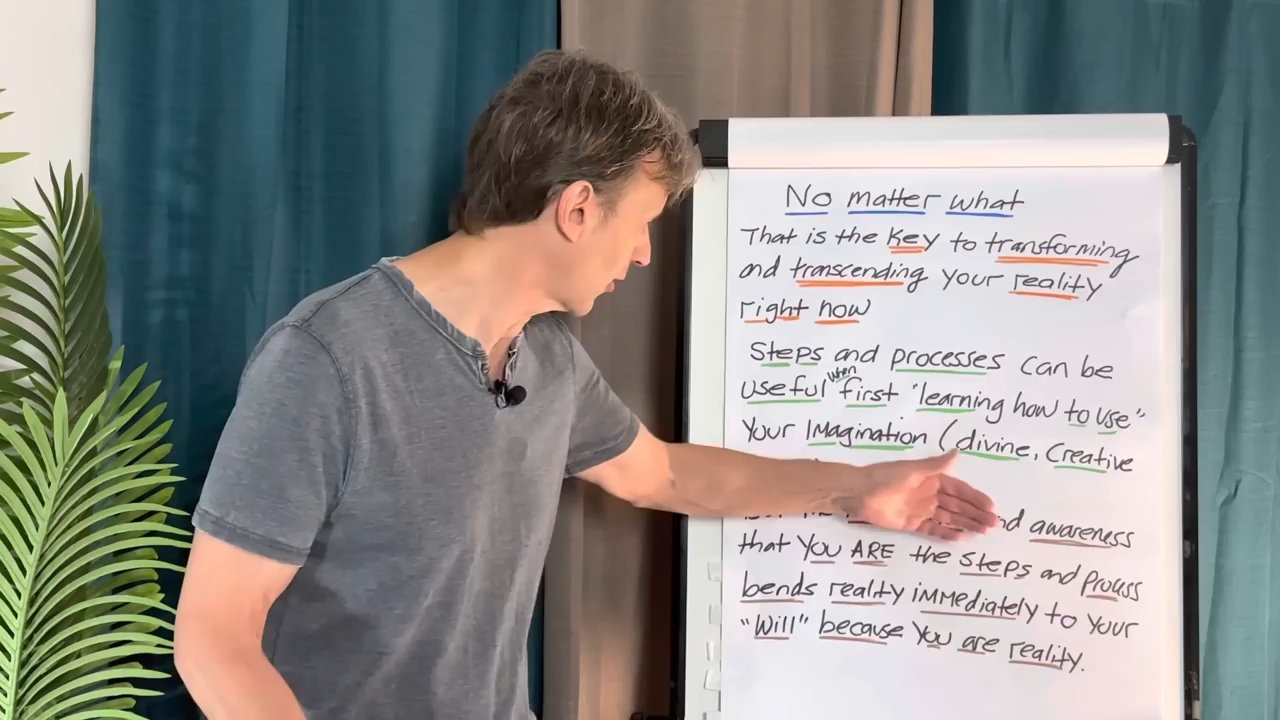 No matter what
That is the Key to transforming
and transcending your reality
right now
Steps and processes can be
when
useful first "learning how to use"
Your Imagination (divine, Creative
awareness
that You ARE the steps and process
bends reality immediately to Your
"Will" because You are reality.